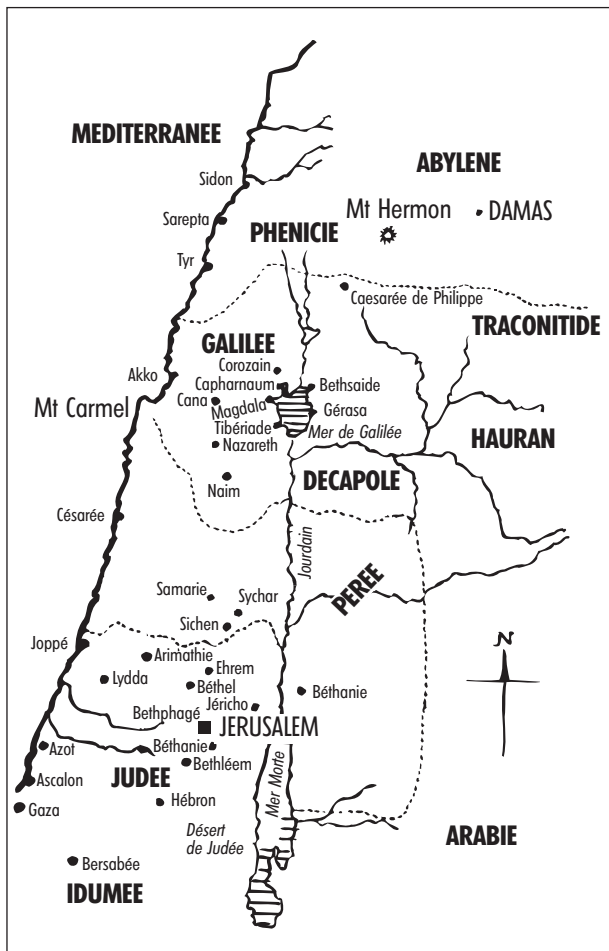 MEDITERRANEE
ABYLENE
Sidon
Mt Hermon
DAMAS
Sarepta
PHENICIE
Tyr
Caesarée de Philippe
TRACONITIDE
GALILEE
Corozain
Akko
Capharnaum
Bethsaide
Mt Carmel
Cana
Magdala
Gérasa
Tibériade
Mer de Galilée
Nazareth
HAURAN
Naim
DECAPOLE
Césarée
Jourdain
Samarie
Sychar
PEREE
Sichen
Joppé
N
Arimathie
Ehrem
Lydda
Béthel
Béthanie
Jéricho
Bethphagé
JERUSALEM
Azot
Béthanie
JUDEE
Bethléem
Ascalon
Mer Morte
Gaza
Hébron
Désert
de Judée
ARABIE
Bersabée
IDUMEE